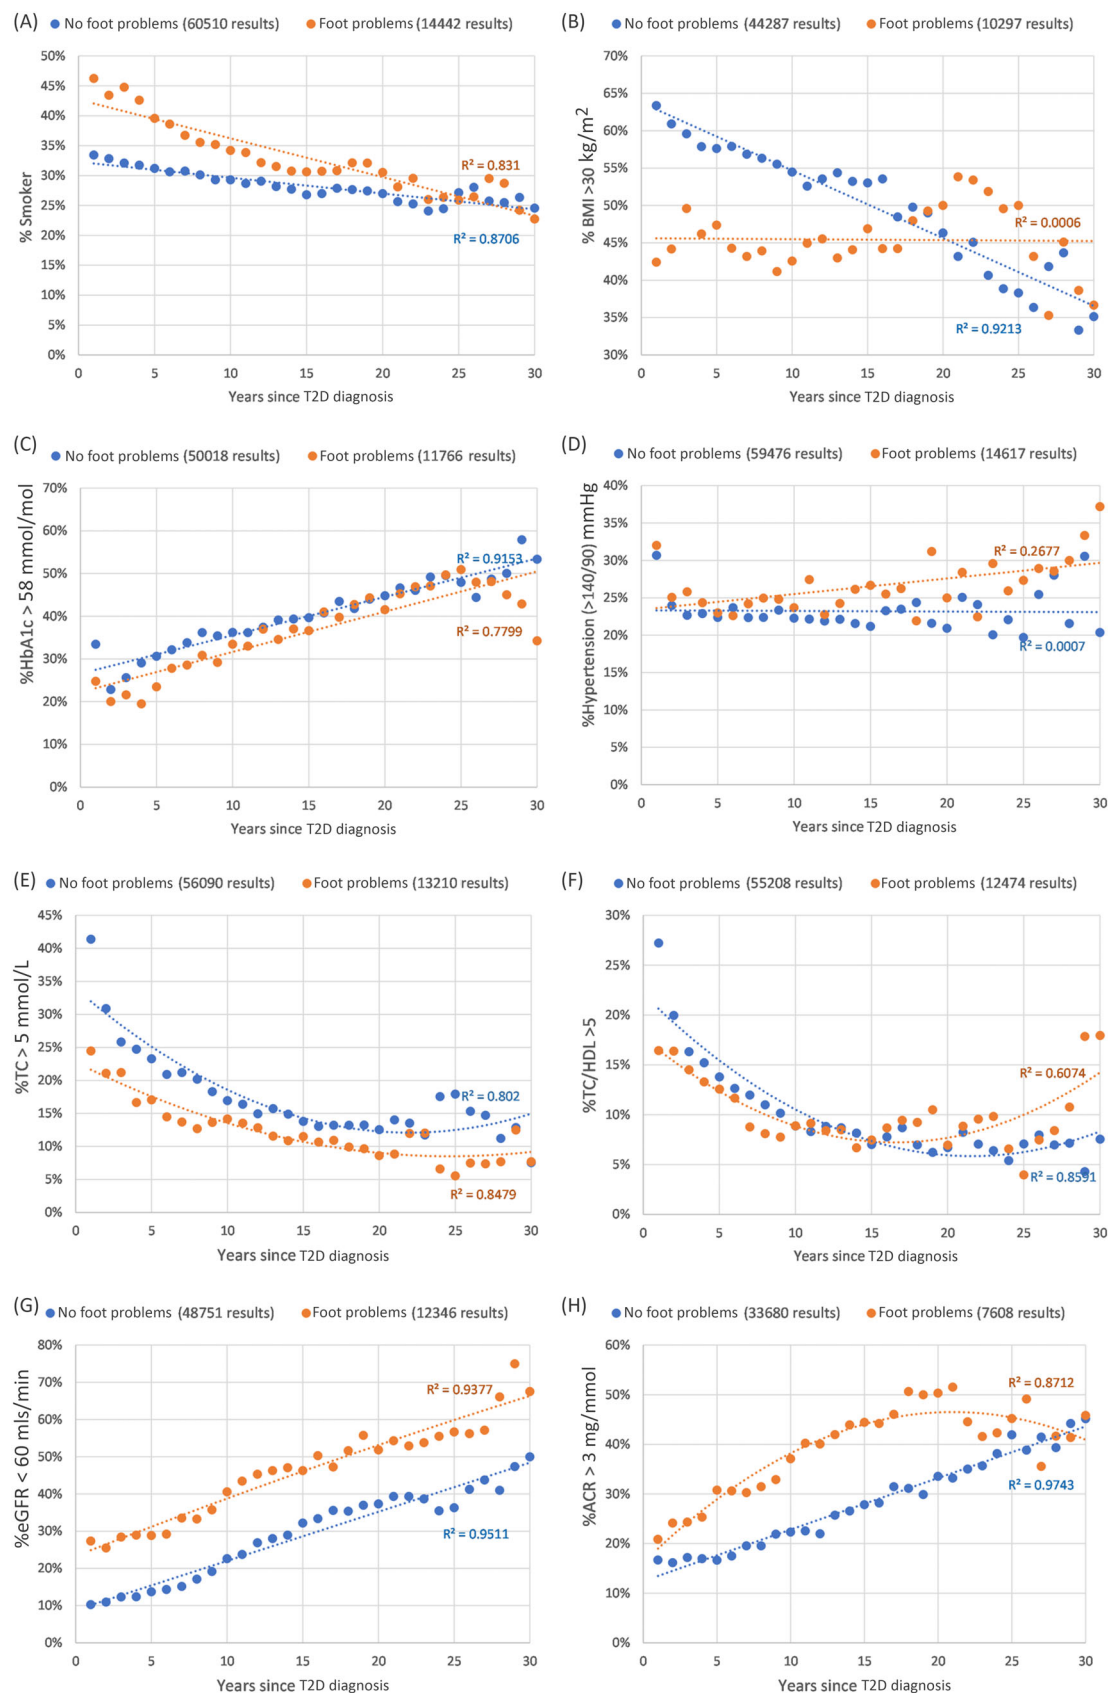 (A)
No foot problems (60510 results) Foot problems (14442 results)
% Smoker
50%
45%
40%
35%
30%
25%
20%
15%
10%
5%
0%
R² = 0.831
R² = 0.8706
0 5 10 15 20 25 30
Years since T2D diagnosis
(B)
No foot problems (44287 results) Foot problems (10297 results)
% BMI >30 kg/m²
70%
65%
60%
55%
50%
45%
40%
35%
30%
R² = 0.0006
R² = 0.9213
0 5 10 15 20 25 30
Years since T2D diagnosis
(C)
No foot problems (50018 results) Foot problems (11766 results)
%HbA1c > 58 mmol/mol
70%
60%
50%
40%
30%
20%
10%
0%
R² = 0.9153
R² = 0.7799
0 5 10 15 20 25 30
Years since T2D diagnosis
(D)
No foot problems (59476 results) Foot problems (14617 results)
%Hypertension (>140/90) mmHg
40%
35%
30%
25%
20%
15%
10%
5%
0%
R² = 0.2677
R² = 0.0007
0 5 10 15 20 25 30
Years since T2D diagnosis
(E)
No foot problems (56090 results) Foot problems (13210 results)
%TC > 5 mmol/L
45%
40%
35%
30%
25%
20%
15%
10%
5%
0%
R² = 0.802
R² = 0.8479
0 5 10 15 20 25 30
Years since T2D diagnosis
(F)
No foot problems (55208 results) Foot problems (12474 results)
%TC/HDL >5
30%
25%
20%
15%
10%
5%
0%
R² = 0.6074
R² = 0.8591
0 5 10 15 20 25 30
Years since T2D diagnosis
(G)
No foot problems (48751 results) Foot problems (12346 results)
%eGFR < 60 mls/min
80%
70%
60%
50%
40%
30%
20%
10%
0%
R² = 0.9377
R² = 0.9511
0 5 10 15 20 25 30
Years since T2D diagnosis
(H)
No foot problems (33680 results) Foot problems (7608 results)
%ACR > 3 mg/mmol
60%
50%
40%
30%
20%
10%
0%
R² = 0.8712
R² = 0.9743
0 5 10 15 20 25 30
Years since T2D diagnosis